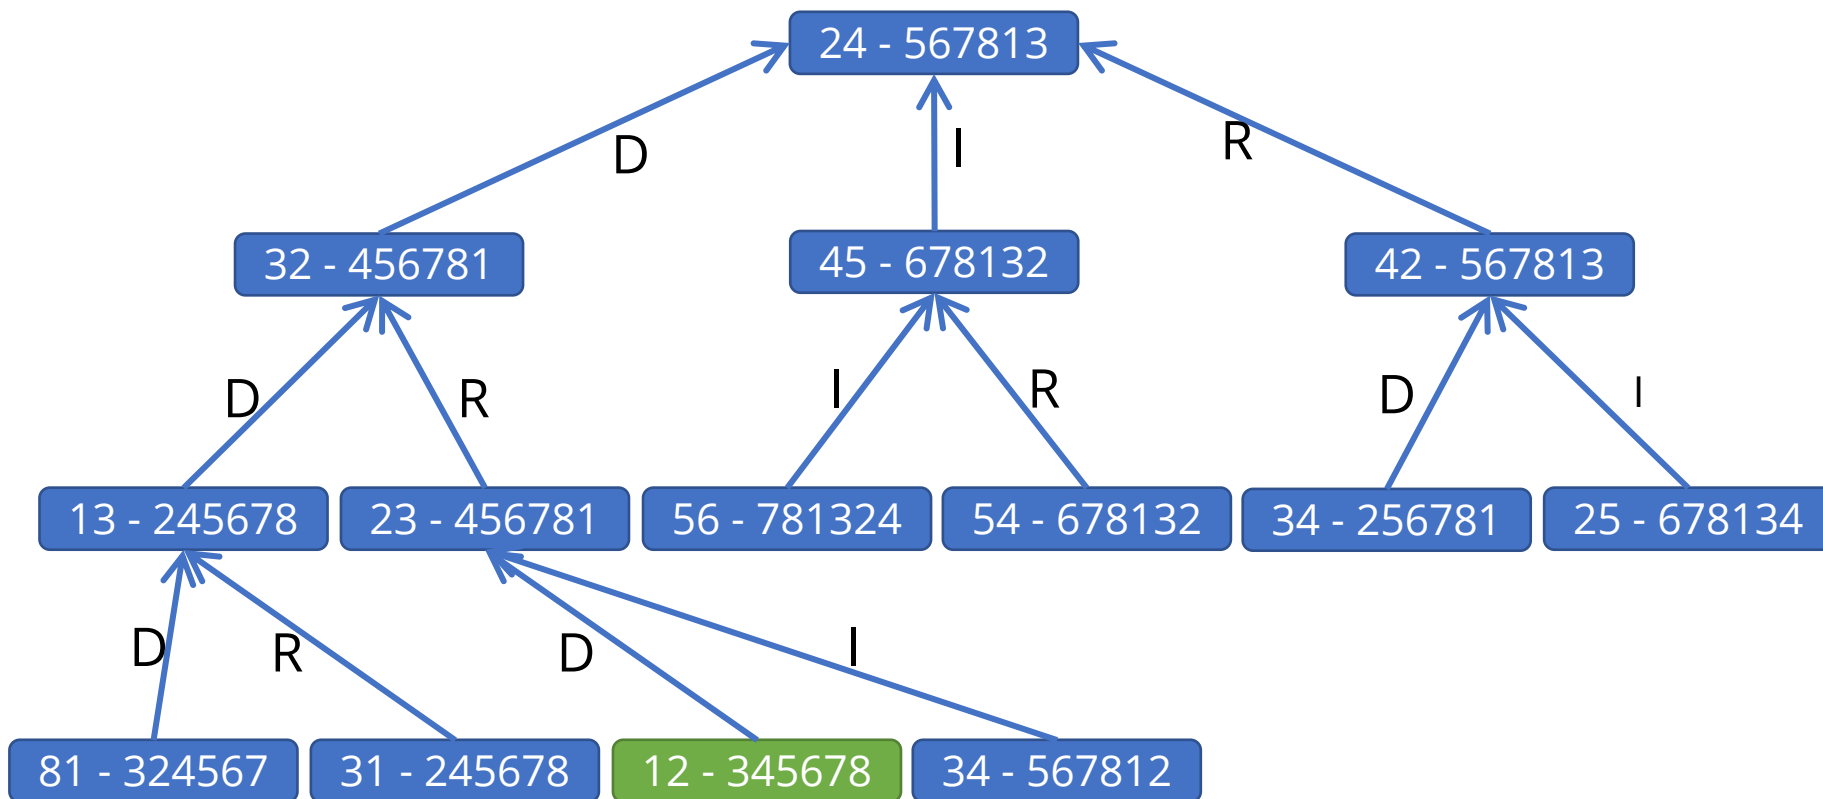 24 - 567813
D
I
R
32 - 456781
45 - 678132
42 - 567813
D
R
I
R
D
I
13 - 245678
23 - 456781
56 - 781324
54 - 678132
34 - 256781
25 - 678134
D
R
D
I
81 - 324567
31 - 245678
12 - 345678
34 - 567812